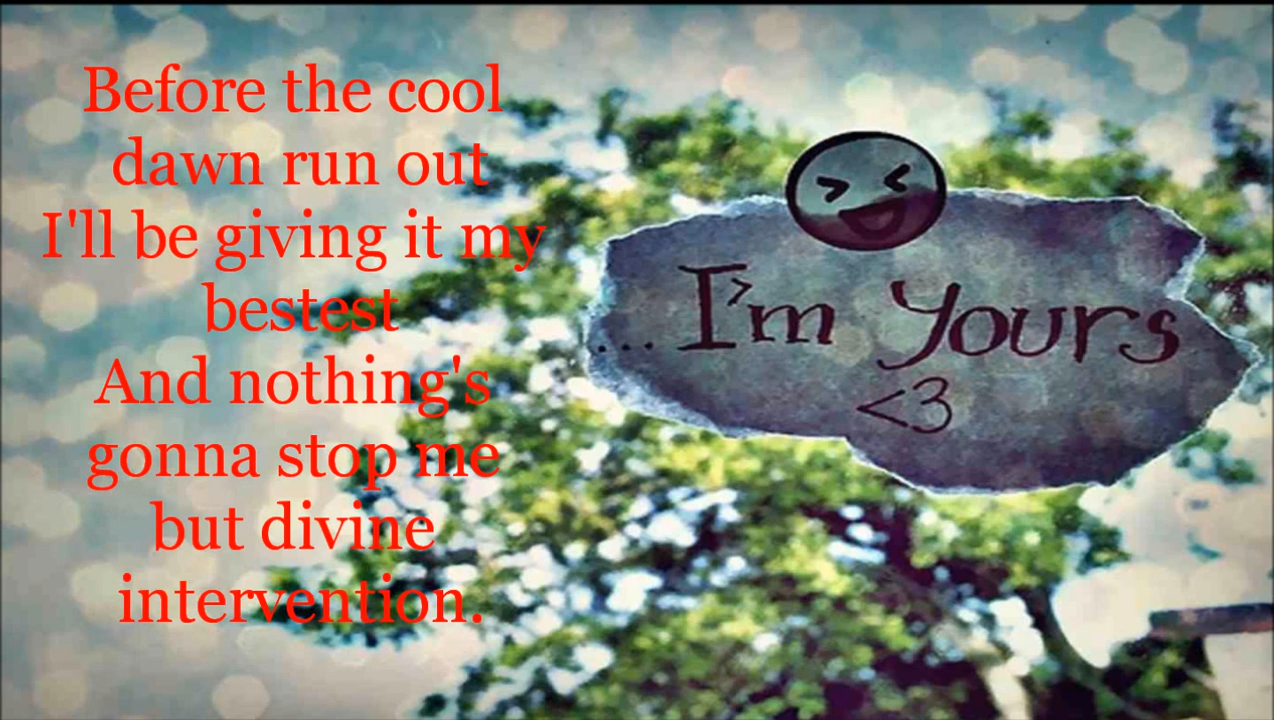 Before the cool
dawn run out
I'll be giving it my
bestest
And nothing's
gonna stop me
but divine
intervention.
... I'm Yours
<3